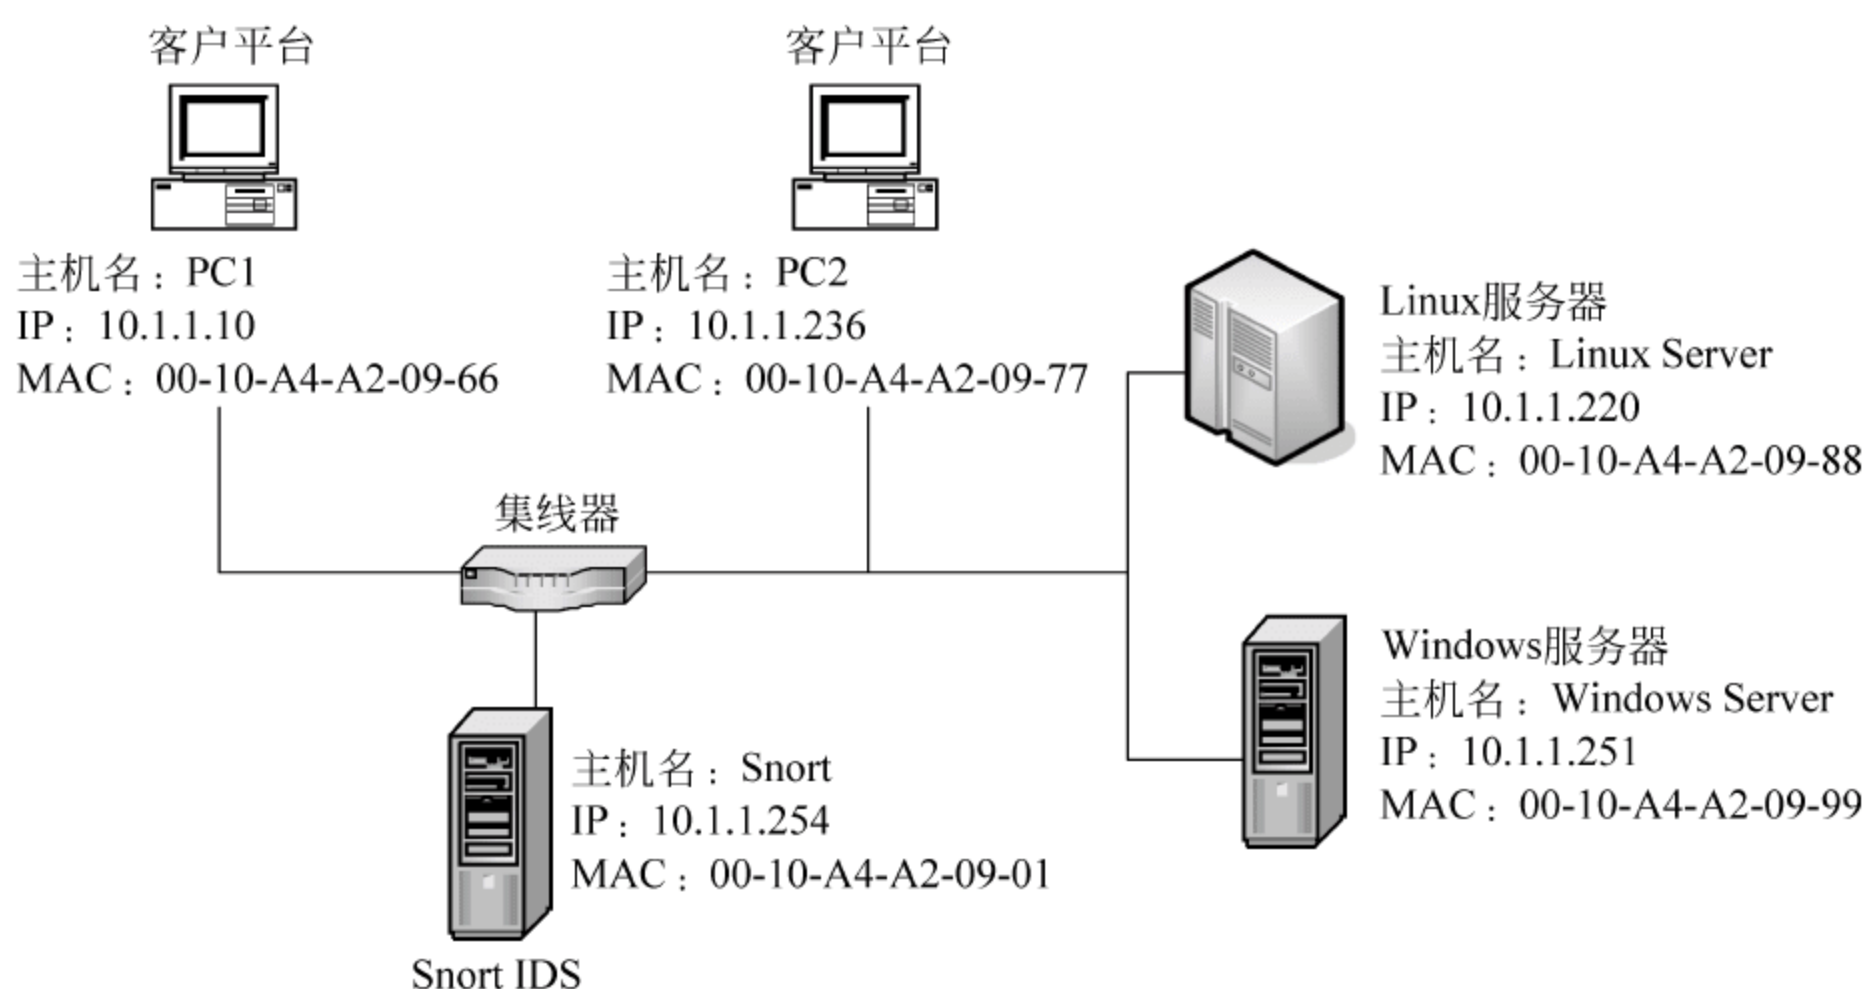 客户平台
主机名：PC1
IP：10.1.1.10
MAC：00-10-A4-A2-09-66
客户平台
主机名：PC2
IP：10.1.1.236
MAC：00-10-A4-A2-09-77
Linux服务器
主机名：Linux Server
IP：10.1.1.220
MAC：00-10-A4-A2-09-88
集线器
Windows服务器
主机名：Windows Server
IP：10.1.1.251
MAC：00-10-A4-A2-09-99
主机名：Snort
IP：10.1.1.254
MAC：00-10-A4-A2-09-01
Snort IDS